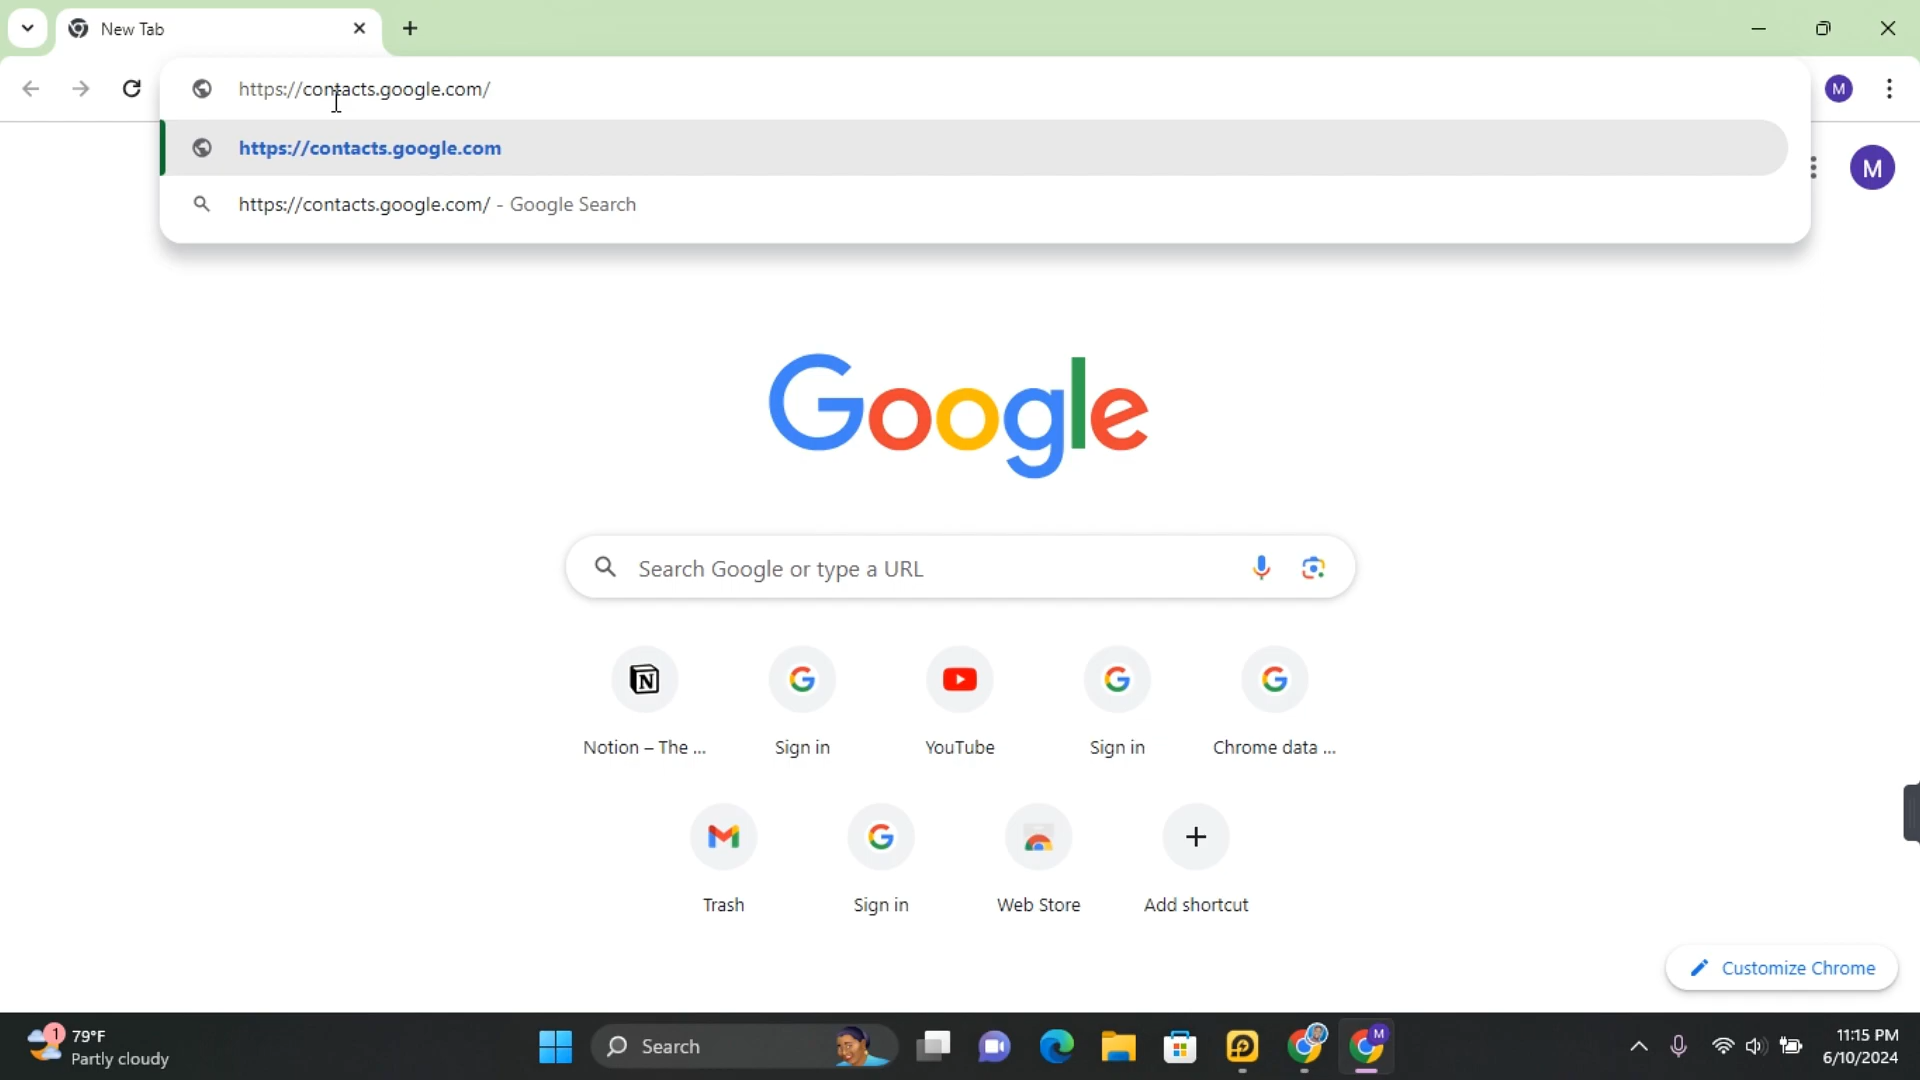 New Tab
https://contacts.google.com/
M
https://contacts.google.com
https://contacts.google.com/ - Google Search
M
Google
Search Google or type a URL
N
Notion – The ...
G
Sign in
YouTube
G
Sign in
G
Chrome data ...
Trash
G
Sign in
Web Store
Add shortcut
Customize Chrome
1
79°F
Partly cloudy
Search
M
11:15 PM
6/10/2024